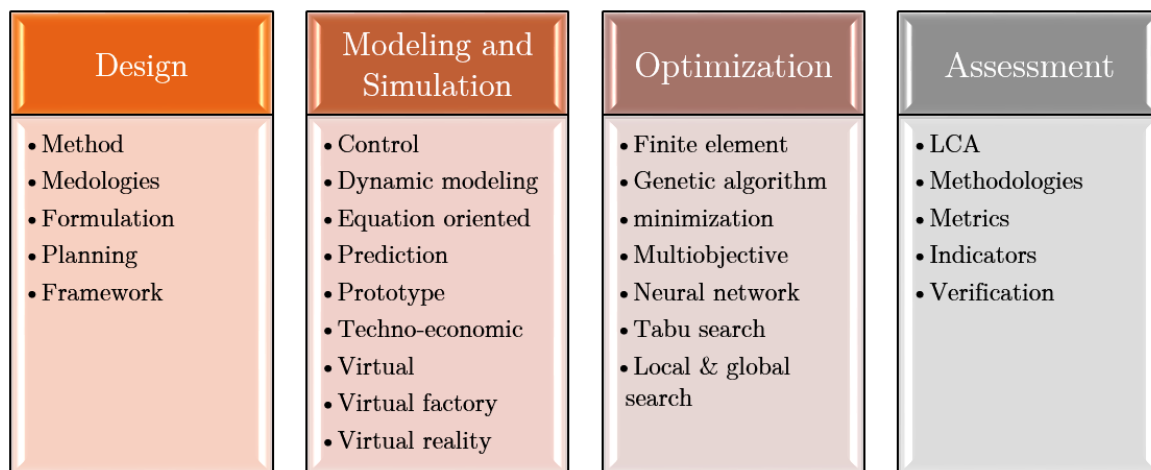 Design
• Method
• Medologies
• Formulation
• Planning
• Framework
Modeling and
Simulation
• Control
• Dynamic modeling
• Equation oriented
• Prediction
• Prototype
• Techno-economic
• Virtual
• Virtual factory
• Virtual reality
Optimization
• Finite element
• Genetic algorithm
• minimization
• Multiobjective
• Neural network
• Tabu search
• Local & global
search
Assessment
• LCA
• Methodologies
• Metrics
• Indicators
• Verification